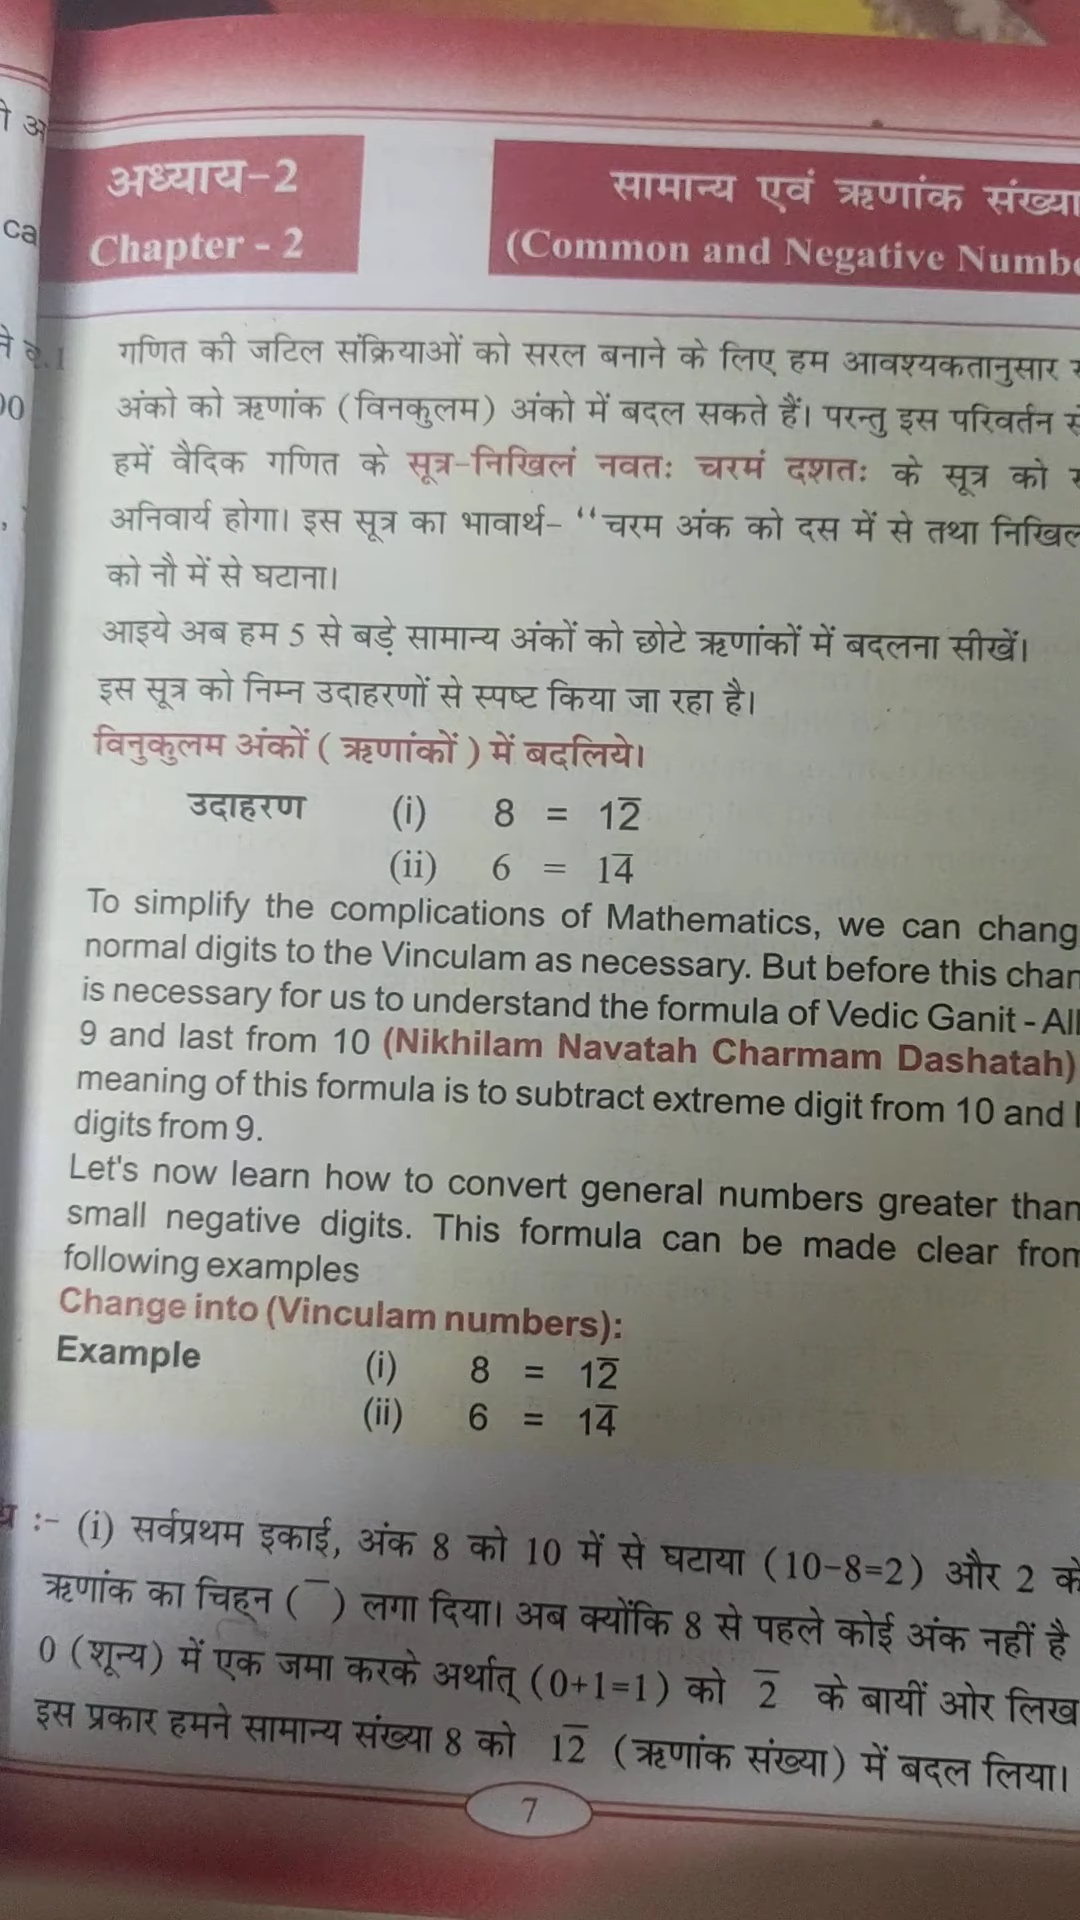 अध्याय-2
Chapter - 2
सामान्य एवं ऋणांक
(Common and Negative
गणित की जटिल संक्रियाओं को सरल बनाने के लिए हम आवश्यकतानुसार
अंको को ऋणांक (विनकुलम) अंको में बदल सकते हैं। परन्तु इस परिवर्तन
हमें वैदिक गणित के सूत्र-निखिलं नवतः चरमं दशतः के सूत्र को
अनिवार्य होगा। इस सूत्र का भावार्थ- “चरम अंक को दस में से तथा
को नौ में से घटाना।
आइये अब हम 5 से बड़े सामान्य अंकों को छोटे ऋणांकों में बदलना सीखें।
इस सूत्र को निम्न उदाहरणों से स्पष्ट किया जा रहा है।
विनुकुलम अंकों ( ऋणांकों ) में बदलिये।
उदाहरण (i) 8 = 12̅
(ii) 6 = 14̅
To simplify the complications of Mathematics, we can
normal digits to the Vinculam as necessary. But before this
is necessary for us to understand the formula of Vedic Ganit - All
9 and last from 10 (Nikhilam Navatah Charmam Dashatah)
meaning of this formula is to subtract extreme digit from 10 and
digits from 9.
Let's now learn how to convert general numbers greater than
small negative digits. This formula can be made clear
following examples
Change into (Vinculam numbers):
Example (i) 8 = 12̅
(ii) 6 = 14̅
:- (i) सर्वप्रथम इकाई, अंक 8 को 10 में से घटाया (10-8=2) और 2
ऋणांक का चिह्न ( ‾ ) लगा दिया। अब क्योंकि 8 से पहले कोई अंक नहीं है
0 (शून्य) में एक जमा करके अर्थात् (0+1=1) को 2̅ के बायीं ओर
इस प्रकार हमने सामान्य संख्या 8 को 12̅ (ऋणांक संख्या) में बदल लिया।
7